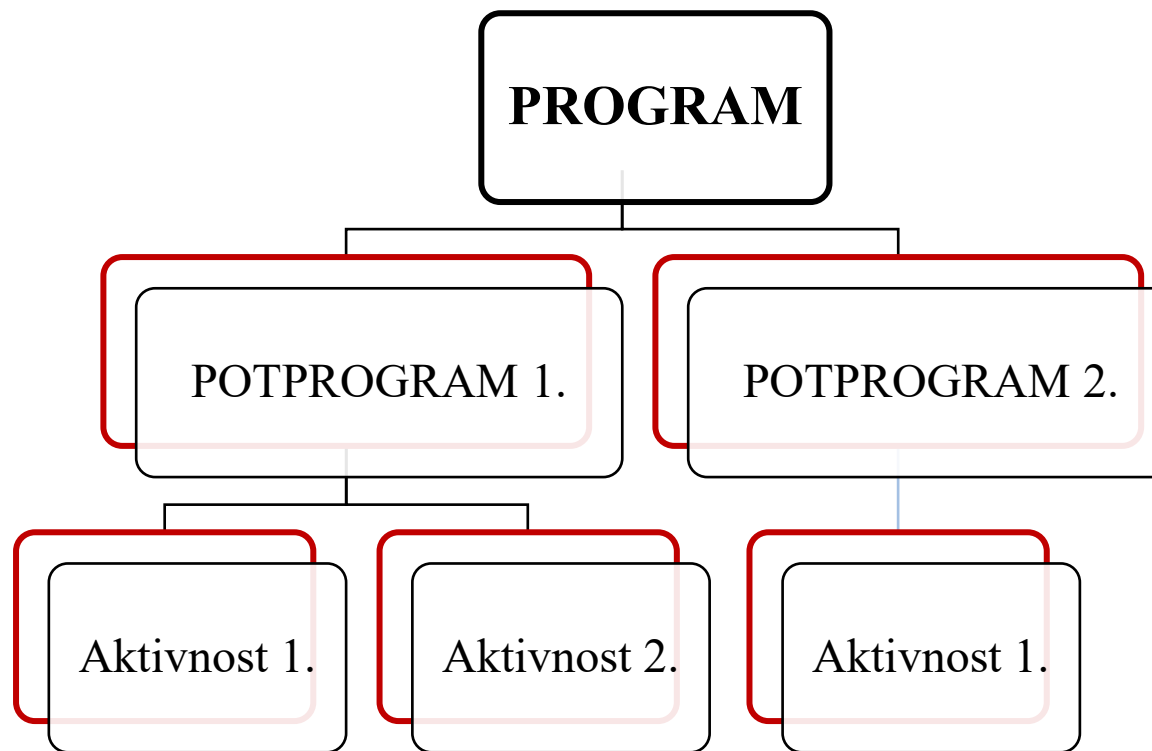 PROGRAM
POTPROGRAM 1.
POTPROGRAM 2.
Aktivnost 1.
Aktivnost 2.
Aktivnost 1.